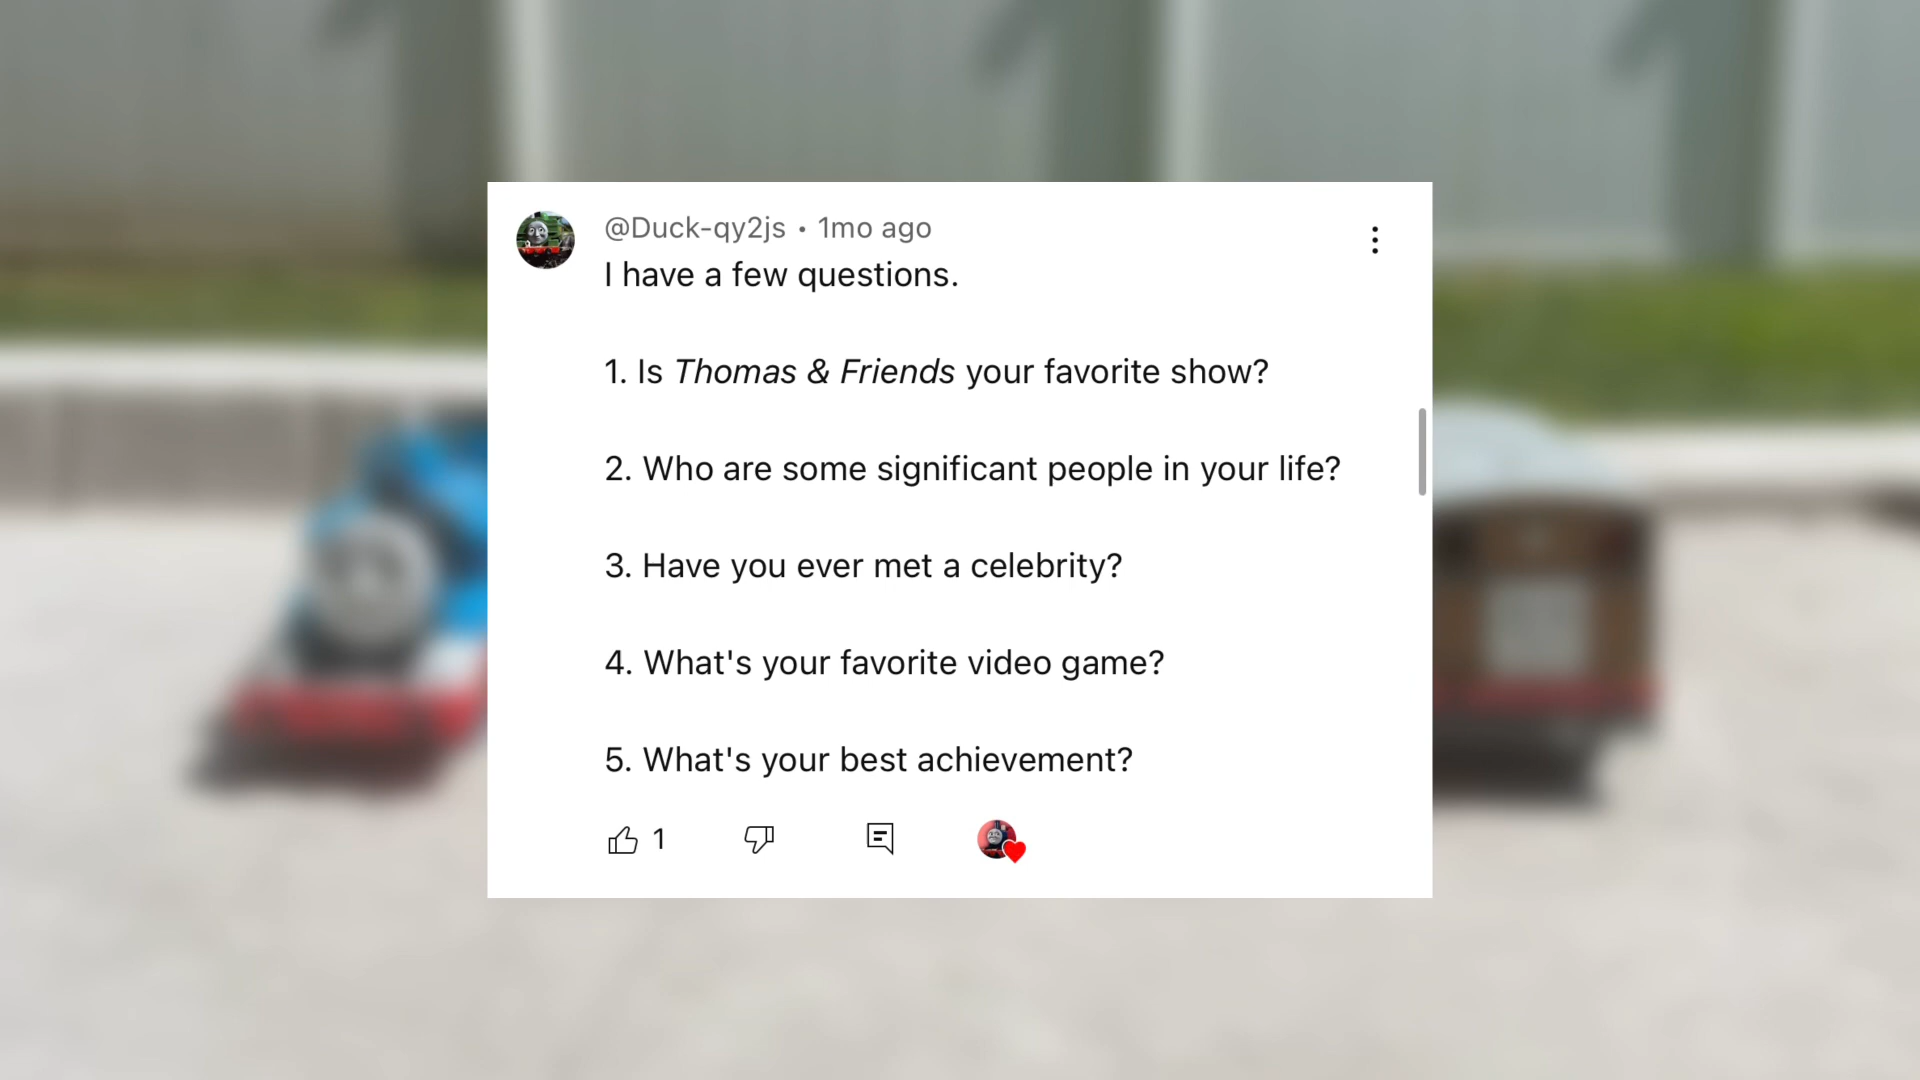 @Duck-qy2js • 1mo ago
I have a few questions.
1. Is Thomas & Friends your favorite show?
2. Who are some significant people in your life?
3. Have you ever met a celebrity?
4. What's your favorite video game?
5. What's your best achievement?
1